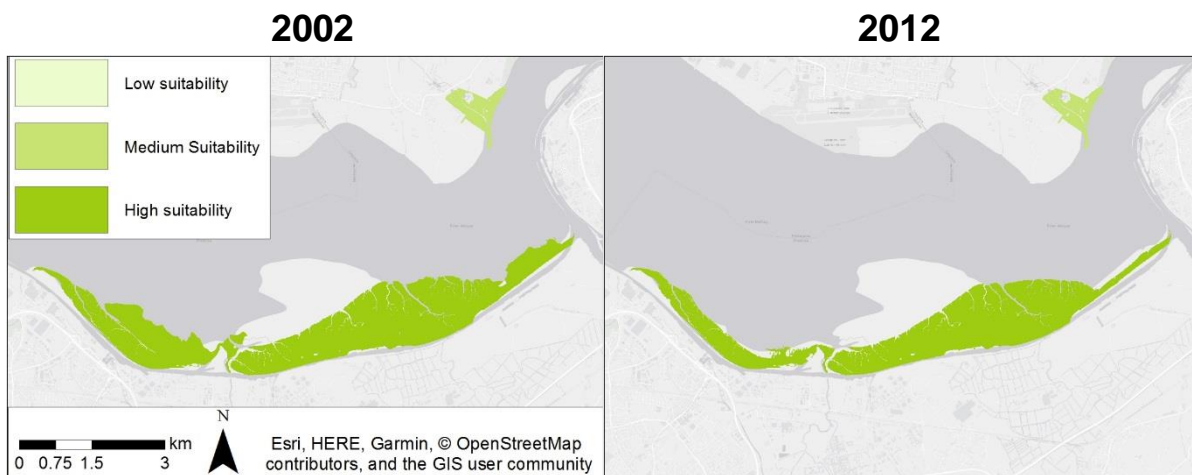 2002
2012
Low suitability
Medium Suitability
High suitability
N
km
0 0.75 1.5 3
Esri, HERE, Garmin, © OpenStreetMap
contributors, and the GIS user community